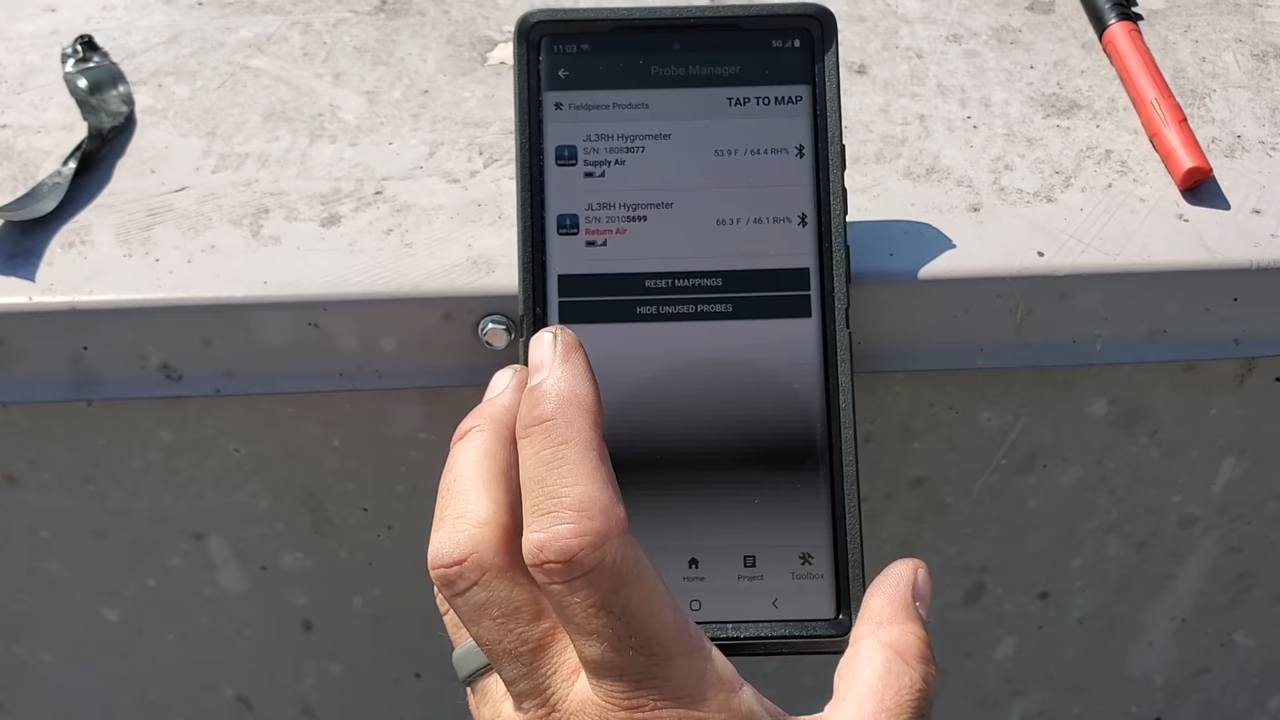 11:03 5G
Probe Manager
Fieldpiece Products TAP TO MAP
JL3RH Hygrometer
S/N: 18083077 53.9 F / 64.4 RH%
Supply Air
JL3RH Hygrometer
S/N: 20105699 66.3 F / 46.1 RH%
Return Air
RESET MAPPINGS
HIDE UNUSED PROBES
Home Project Toolbox